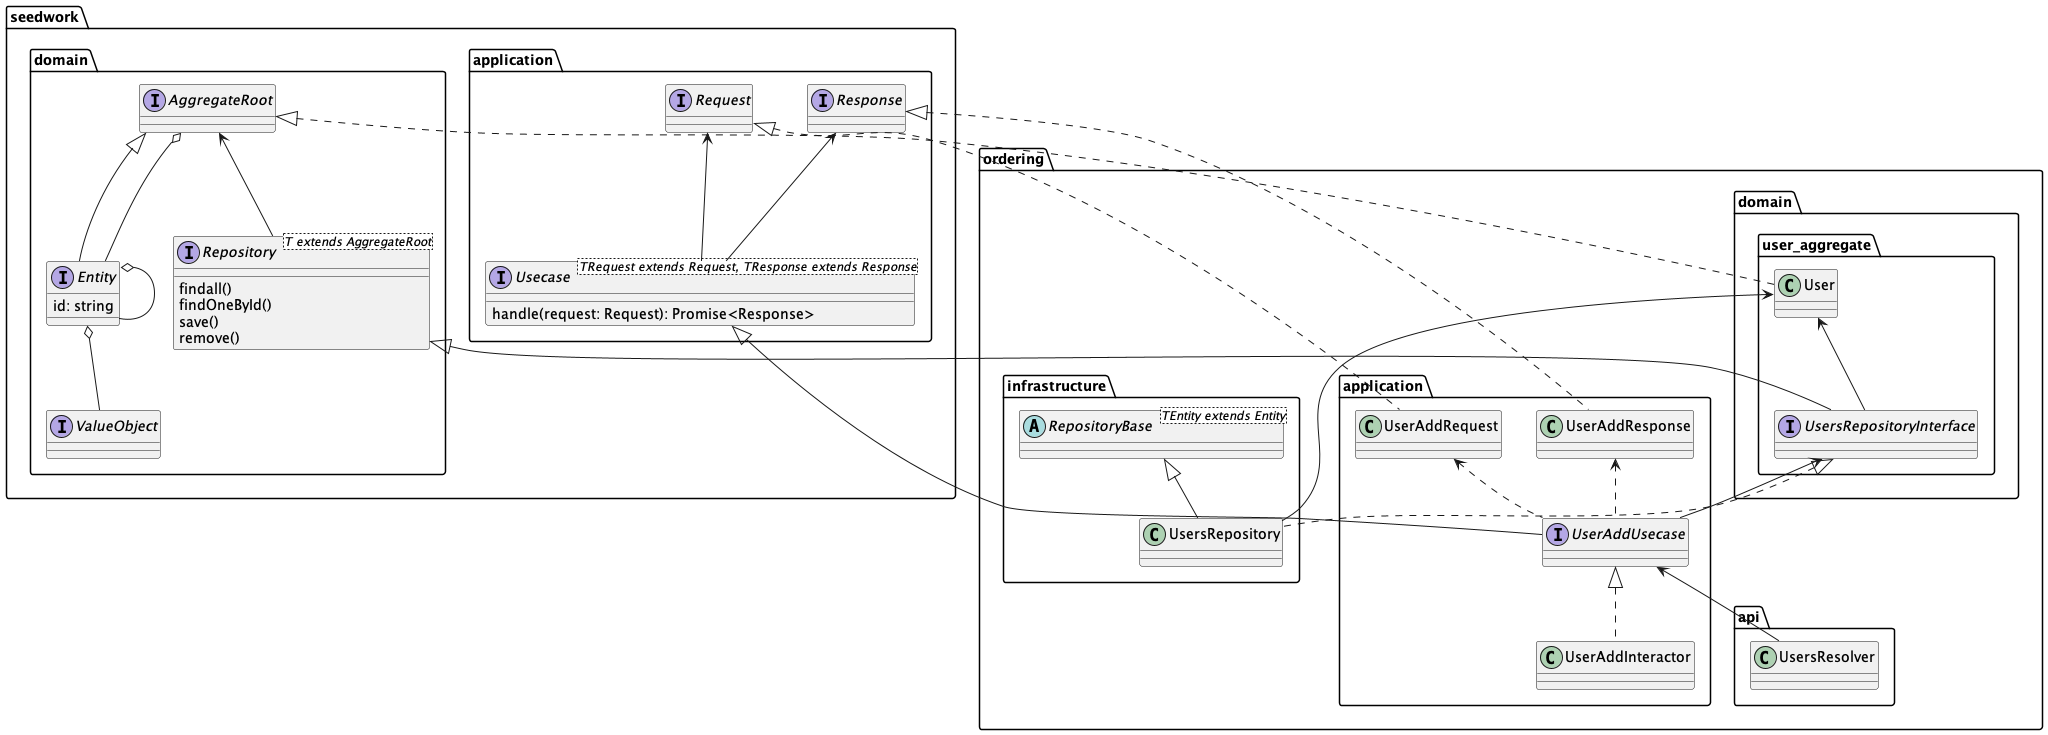 seedwork
domain
I AggregateRoot
I Repository
T extends AggregateRoot
findall()
findOneById()
save()
remove()
I Entity
id: string
I ValueObject
application
I Request
I Response
I Usecase
TRequest extends Request, TResponse extends Response
handle(request: Request): Promise<Response>
ordering
domain
user_aggregate
C User
I UsersRepositoryInterface
infrastructure
A RepositoryBase
TEntity extends Entity
C UsersRepository
application
C UserAddRequest
C UserAddResponse
I UserAddUsecase
C UserAddInteractor
api
C UsersResolver